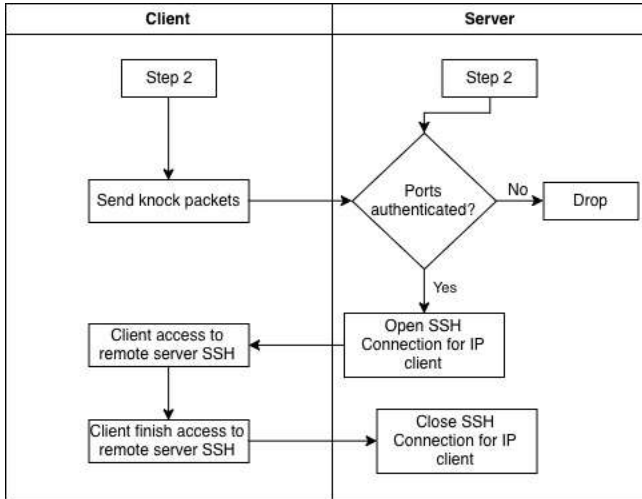 Client
Server
Step 2
Step 2
Send knock packets
Ports
authenticated?
No
Drop
Yes
Open SSH
Connection for IP
client
Client access to
remote server SSH
Client finish access to
remote server SSH
Close SSH
Connection for IP
client